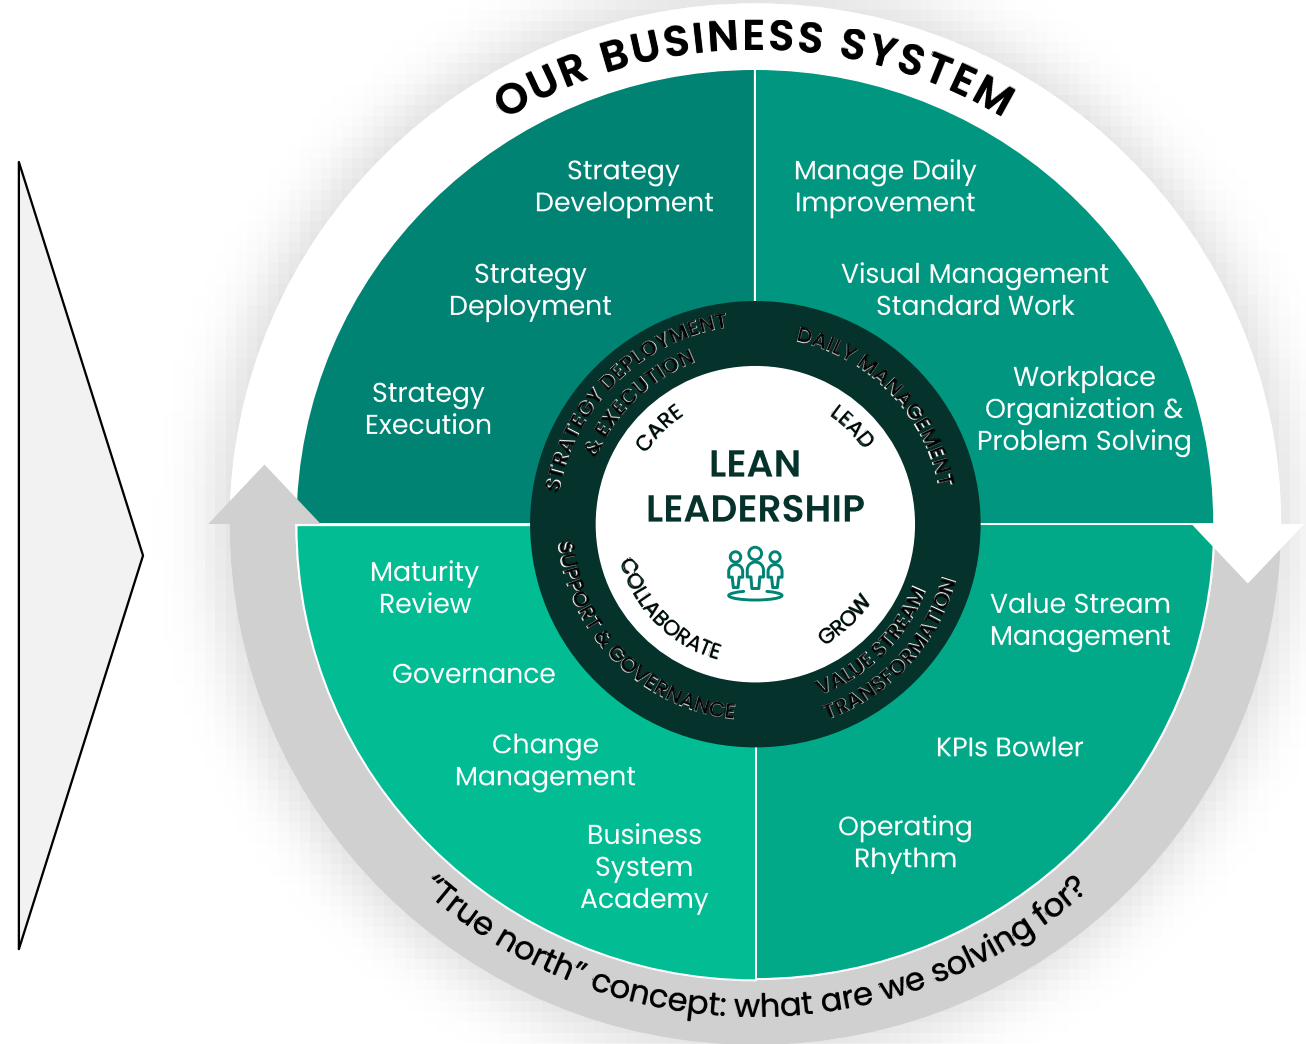 OUR BUSINESS SYSTEM
Strategy
Development
Strategy
Deployment
Strategy
Execution
Manage Daily
Improvement
Visual Management
Standard Work
Workplace
Organization &
Problem Solving
STRATEGY DEPLOYMENT
& EXECUTION
DAILY MANAGEMENT
CARE
LEAD
LEAN
LEADERSHIP
COLLABORATE
GROW
SUPPORT & GOVERNANCE
VALUE STREAM
TRANSFORMATION
Maturity
Review
Governance
Change
Management
Business
System
Academy
Value Stream
Management
KPIs Bowler
Operating
Rhythm
“True north” concept: what are we solving for?